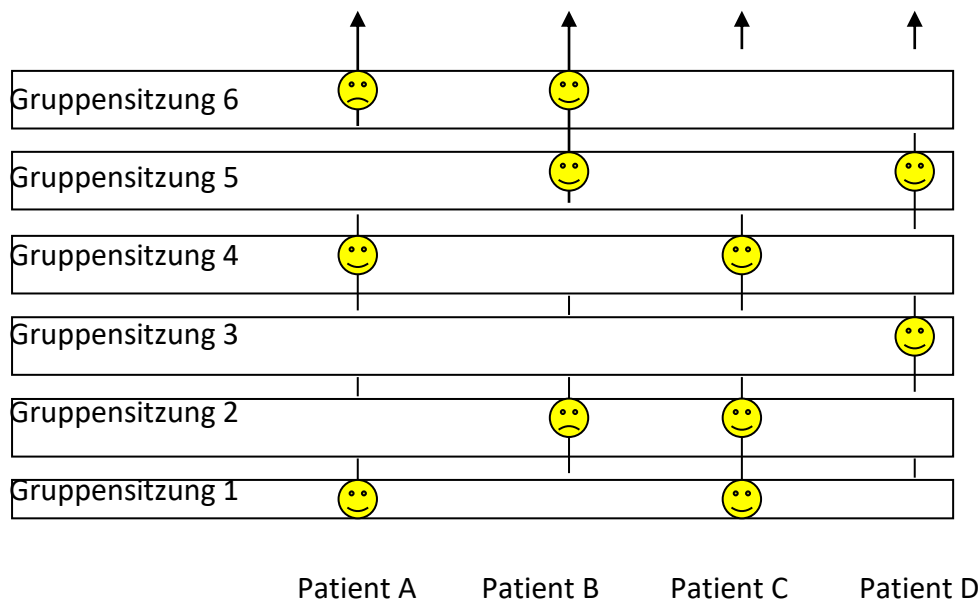 Gruppensitzung 6
Gruppensitzung 5
Gruppensitzung 4
Gruppensitzung 3
Gruppensitzung 2
Gruppensitzung 1
Patient A Patient B Patient C Patient D